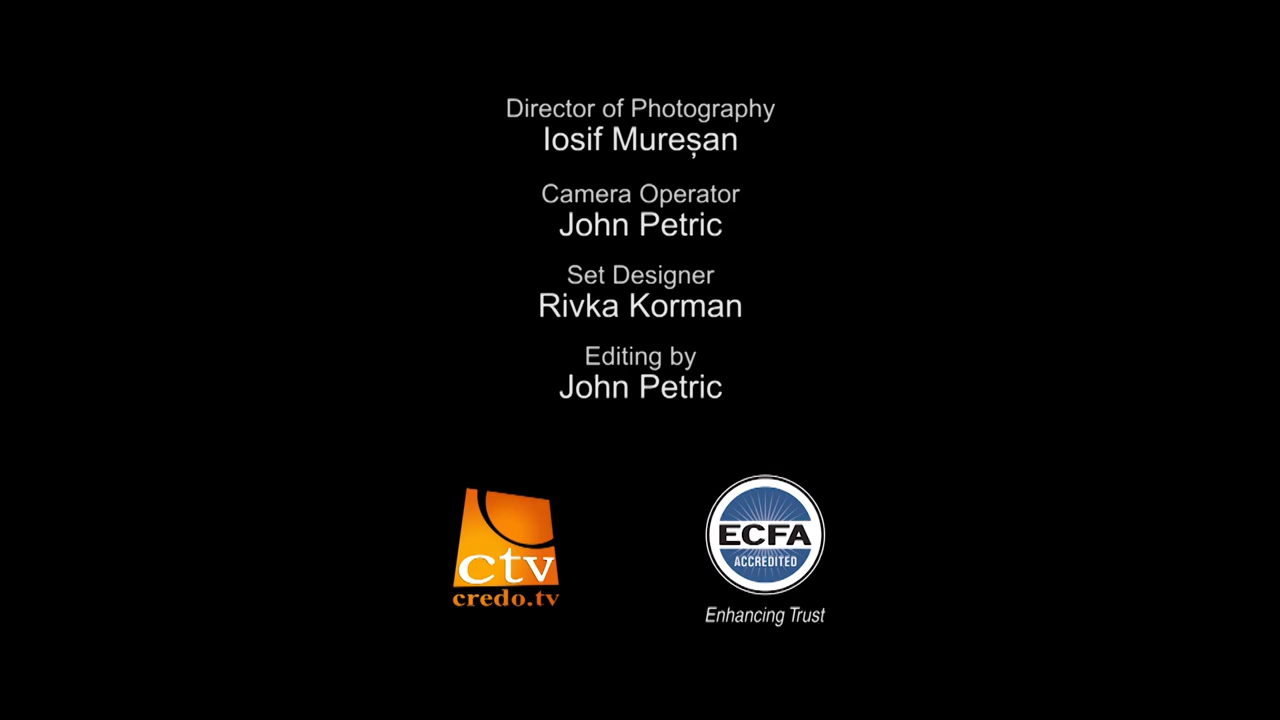 Director of Photography
Iosif Mureșan
Camera Operator
John Petric
Set Designer
Rivka Korman
Editing by
John Petric
ctv
credo.tv
ECFA
ACCREDITED
Enhancing Trust